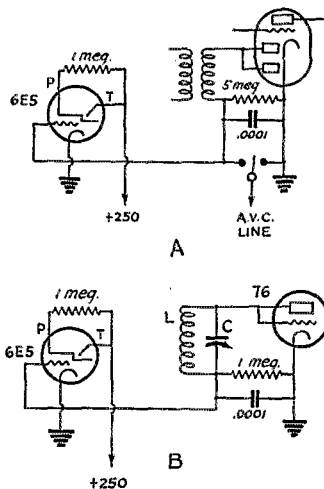 1 meg.
P
T
6E5
+250
5 meg
.0001
A.V.C.
LINE
A
1 meg.
P
T
6E5
+250
76
L
C
1 meg.
.0001
B